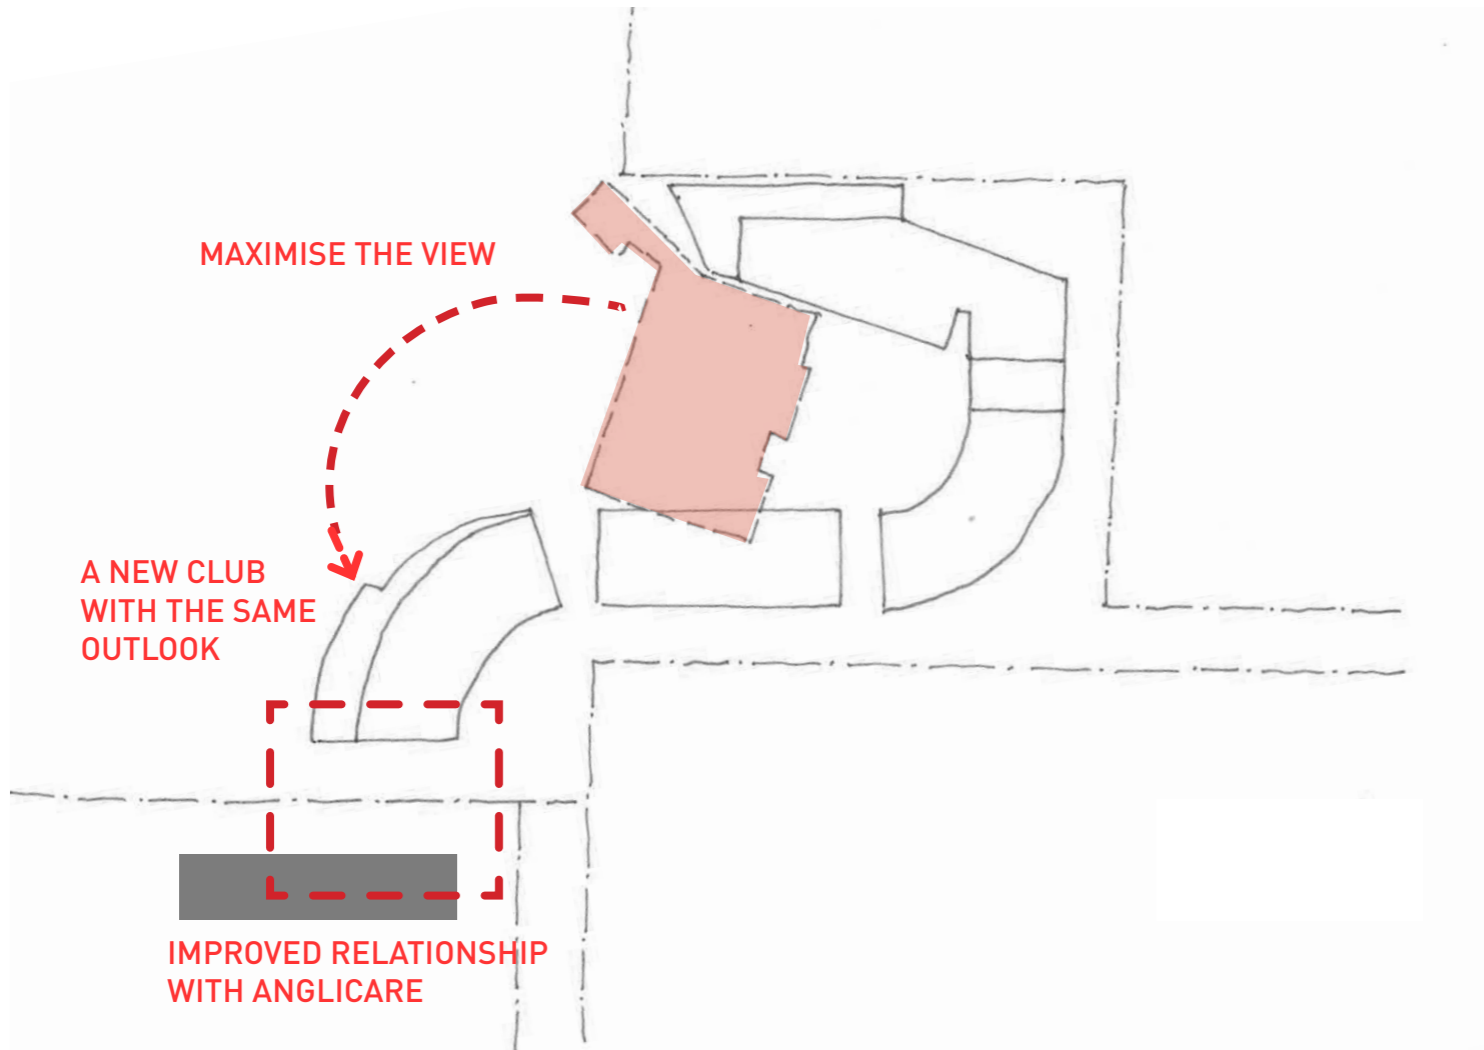 MAXIMISE THE VIEW
A NEW CLUB
WITH THE SAME
OUTLOOK
IMPROVED RELATIONSHIP
WITH ANGLICARE